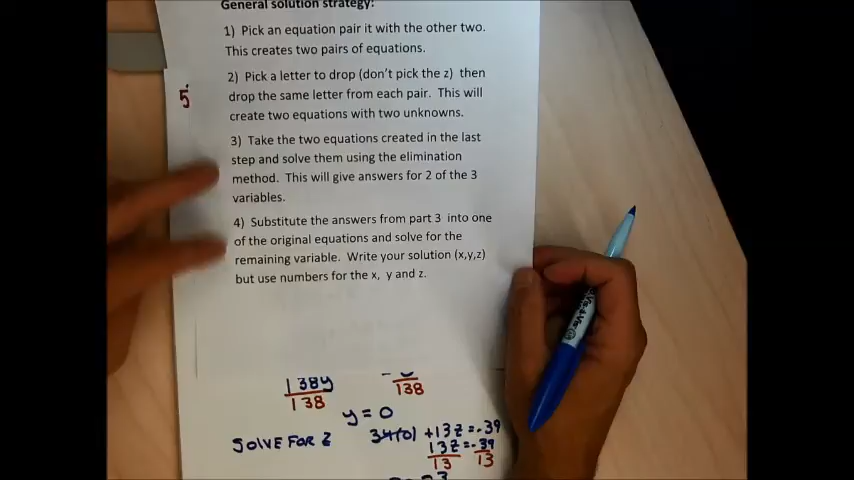 General solution strategy:
1) Pick an equation pair it with the other two.
This creates two pairs of equations.
2) Pick a letter to drop (don't pick the z) then
drop the same letter from each pair. This will
create two equations with two unknowns.
3) Take the two equations created in the last
step and solve them using the elimination
method. This will give answers for 2 of the 3
variables.
4) Substitute the answers from part 3 into one
of the original equations and solve for the
remaining variable. Write your solution (x,y,z)
but use numbers for the x, y and z.
5
138y
138
138
y = 0
SOLVE FOR Z
34(0) +13Z=-39
13Z=-39
13 13